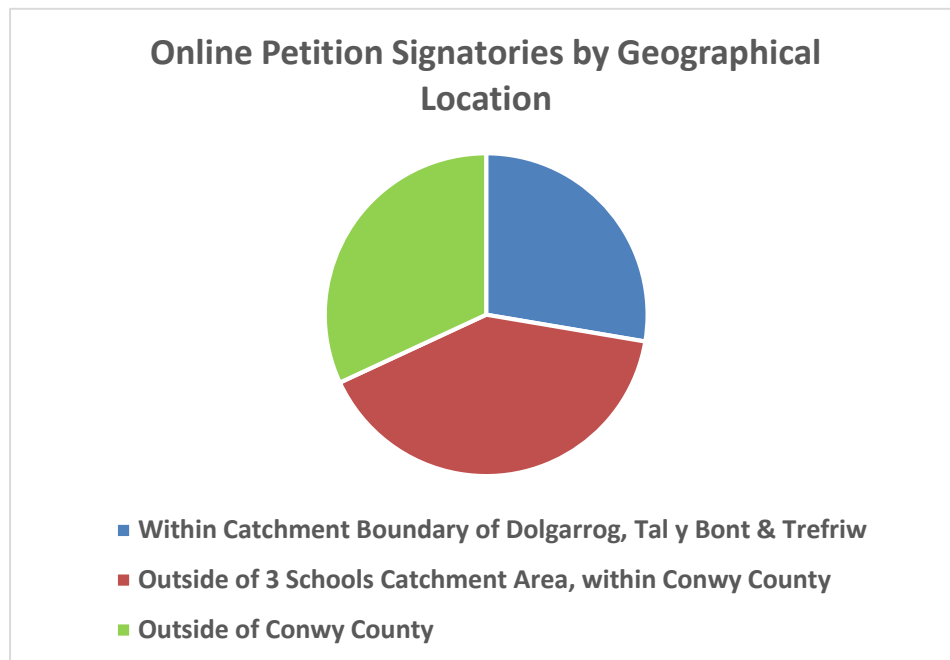 Online Petition Signatories by Geographical
Location
Within Catchment Boundary of Dolgarrog, Tal y Bont & Trefriw
Outside of 3 Schools Catchment Area, within Conwy County
Outside of Conwy County